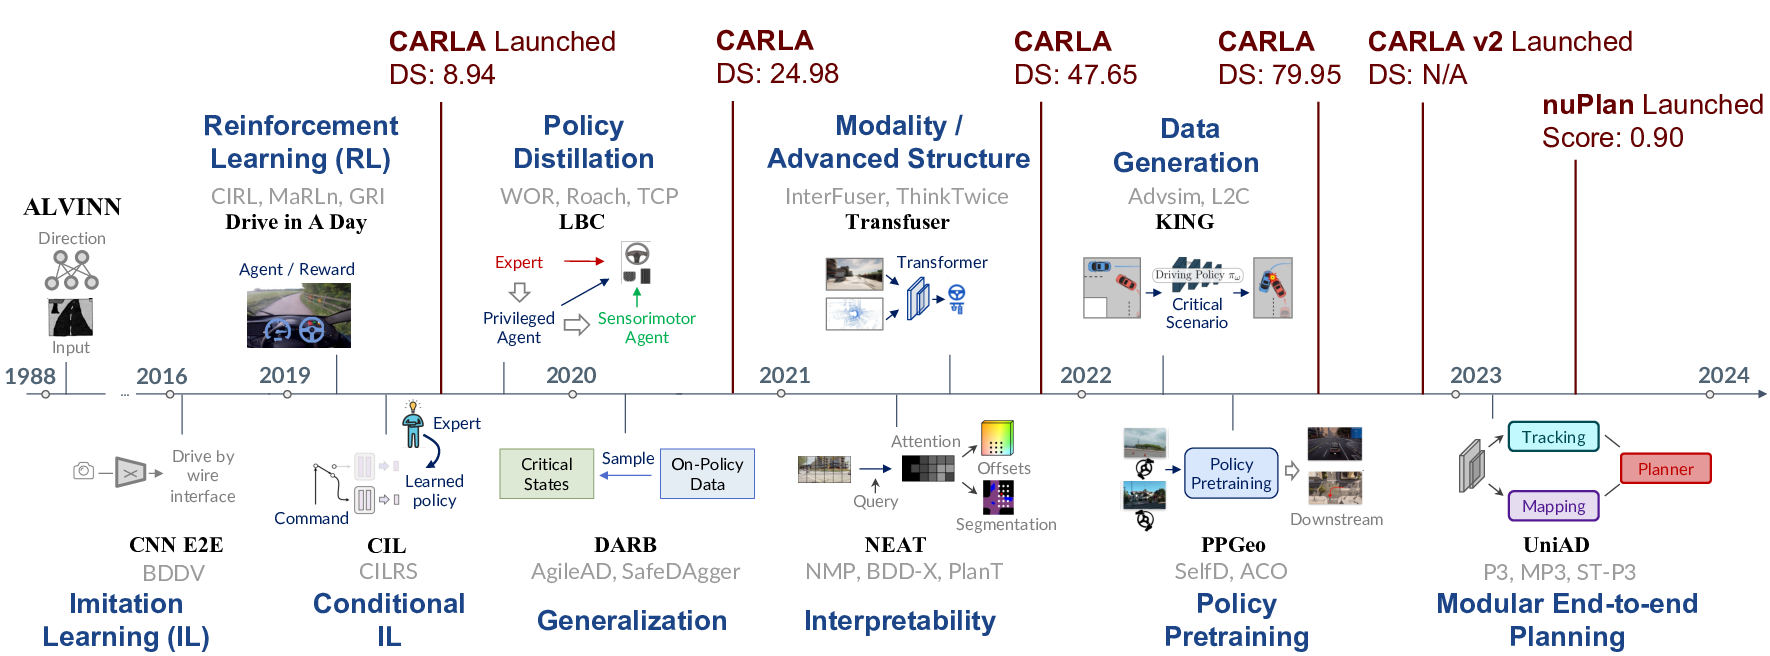 CARLA Launched
DS: 8.94
CARLA
DS: 24.98
CARLA
DS: 47.65
CARLA
DS: 79.95
CARLA v2 Launched
DS: N/A
nuPlan Launched
Score: 0.90
ALVINN
Direction
Input
Reinforcement
Learning (RL)
CIRL, MaRLn, GRI
Drive in A Day
Agent / Reward
Policy
Distillation
WOR, Roach, TCP
LBC
Expert
Privileged
Agent
Sensorimotor
Agent
Modality /
Advanced Structure
InterFuser, ThinkTwice
Transfuser
Transformer
Data
Generation
Advsim, L2C
KING
Driving Policy πω
Critical
Scenario
1988
...
2016
2019
2020
2021
2022
2023
2024
Drive by
wire
interface
CNN E2E
BDDV
Imitation
Learning (IL)
Expert
Learned
policy
Command
CIL
CILRS
Conditional
IL
Critical
States
Sample
On-Policy
Data
DARB
AgileAD, SafeDAgger
Generalization
Attention
Query
Offsets
Segmentation
NEAT
NMP, BDD-X, PlanT
Interpretability
Policy
Pretraining
Downstream
PPGeo
SelfD, ACO
Policy
Pretraining
Tracking
Mapping
Planner
UniAD
P3, MP3, ST-P3
Modular End-to-end
Planning